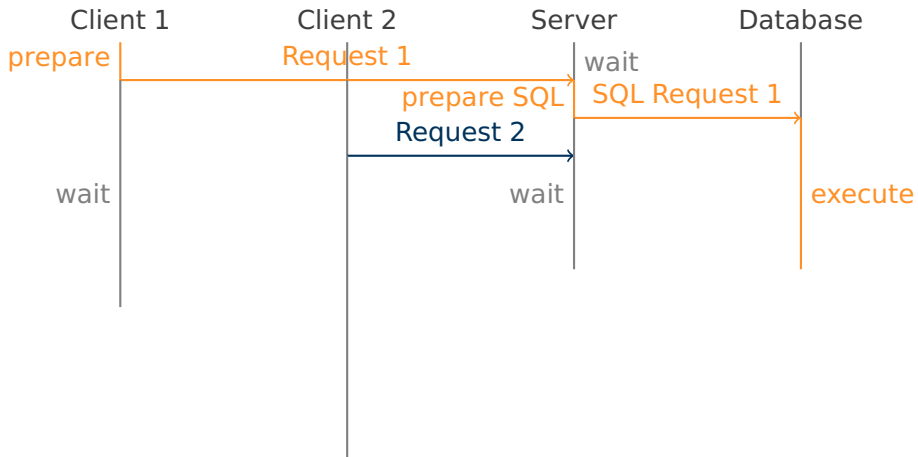 Client 1
Client 2
Server
Database
prepare
Request 1
wait
prepare SQL
SQL Request 1
Request 2
wait
wait
execute